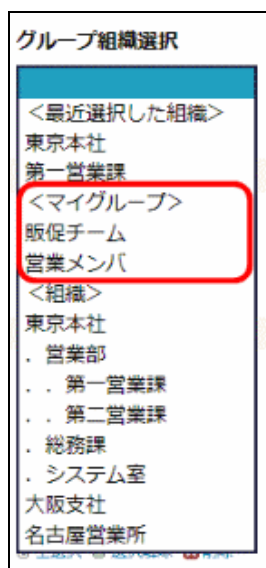 グループ組織選択
＜最近選択した組織＞
東京本社
第一営業課
＜マイグループ＞
販促チーム
営業メンバ
＜組織＞
東京本社
．営業部
．．第一営業課
．．第二営業課
．総務課
．システム室
大阪支社
名古屋営業所